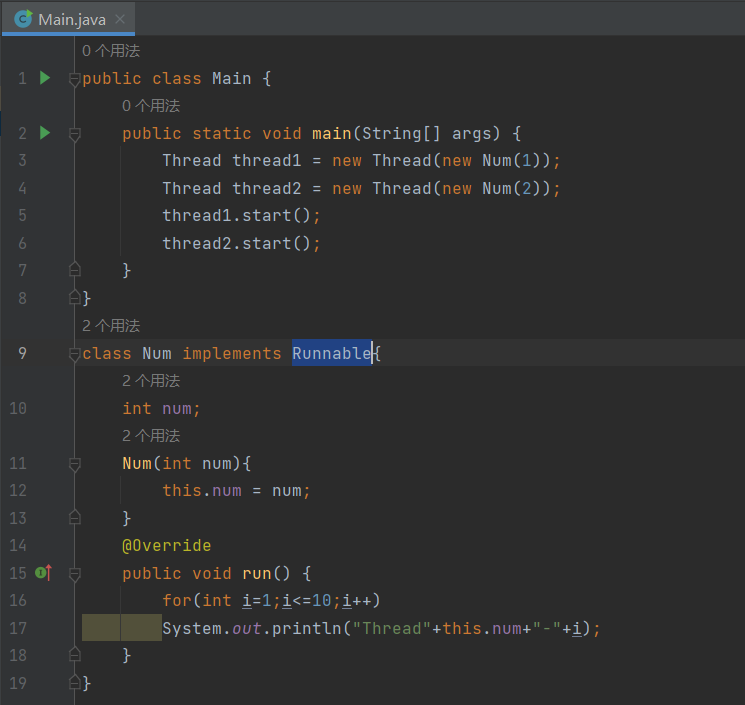 Main.java
0 个用法
1 public class Main {
0 个用法
2 public static void main(String[] args) {
3 Thread thread1 = new Thread(new Num(1));
4 Thread thread2 = new Thread(new Num(2));
5 thread1.start();
6 thread2.start();
7 }
8 }
2 个用法
9 class Num implements Runnable{
2 个用法
10 int num;
2 个用法
11 Num(int num){
12 this.num = num;
13 }
14 @Override
15 public void run() {
16 for(int i=1;i<=10;i++)
17 System.out.println("Thread"+this.num+"-"+i);
18 }
19 }